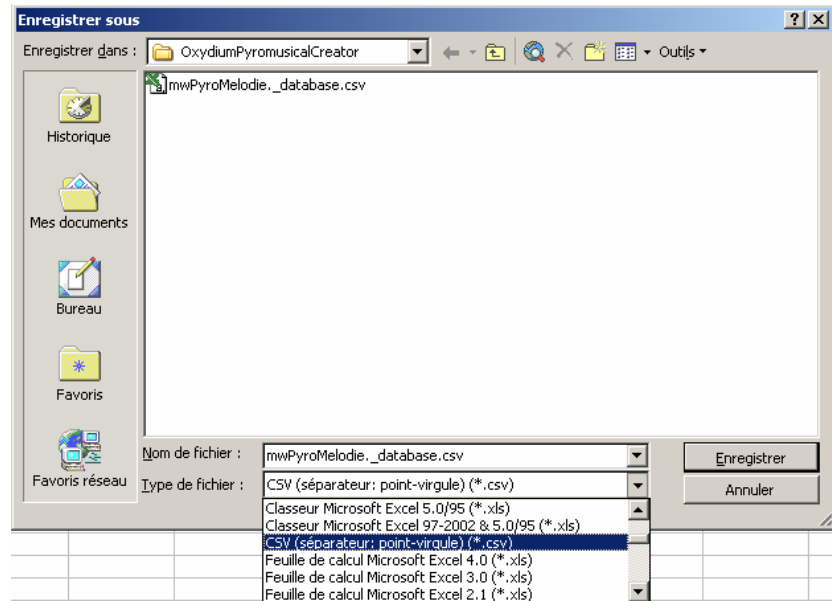 Enregistrer sous
Enregistrer dans :
OxydiumPyromusicalCreator
Outils
mwPyroMelodie._database.csv
Historique
Mes documents
Bureau
Favoris
Favoris réseau
Nom de fichier :
mwPyroMelodie._database.csv
Enregistrer
Type de fichier :
CSV (séparateur: point-virgule) (*.csv)
Annuler
Classeur Microsoft Excel 5.0/95 (*.xls)
Classeur Microsoft Excel 97-2002 & 5.0/95 (*.xls)
CSV (séparateur: point-virgule) (*.csv)
Feuille de calcul Microsoft Excel 4.0 (*.xls)
Feuille de calcul Microsoft Excel 3.0 (*.xls)
Feuille de calcul Microsoft Excel 2.1 (*.xls)